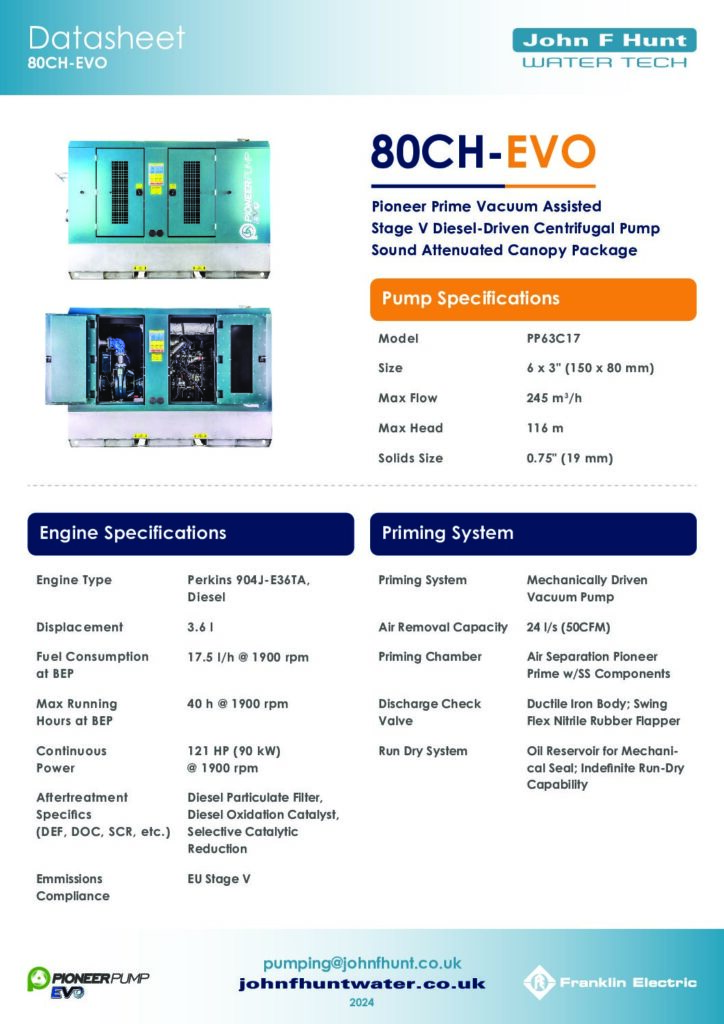 Datasheet
80CH-EVO
John F Hunt
WATER TECH
PIONEERPUMP
EVO
80CH-EVO
Pioneer Prime Vacuum Assisted
Stage V Diesel-Driven Centrifugal Pump
Sound Attenuated Canopy Package
Pump Specifications
Model PP63C17
Size 6 x 3" (150 x 80 mm)
Max Flow 245 m³/h
Max Head 116 m
Solids Size 0.75" (19 mm)
Engine Specifications
Engine Type Perkins 904J-E36TA,
Diesel
Displacement 3.6 l
Fuel Consumption 17.5 l/h @ 1900 rpm
at BEP
Max Running 40 h @ 1900 rpm
Hours at BEP
Continuous 121 HP (90 kW)
Power @ 1900 rpm
Aftertreatment Diesel Particulate Filter,
Specifics Diesel Oxidation Catalyst,
(DEF, DOC, SCR, etc.) Selective Catalytic
Reduction
Emmissions EU Stage V
Compliance
Priming System
Priming System Mechanically Driven
Vacuum Pump
Air Removal Capacity 24 l/s (50CFM)
Priming Chamber Air Separation Pioneer
Prime w/SS Components
Discharge Check Ductile Iron Body; Swing
Valve Flex Nitrile Rubber Flapper
Run Dry System Oil Reservoir for Mechani-
cal Seal; Indefinite Run-Dry
Capability
PIONEERPUMP
EVO
pumping@johnfhunt.co.uk
johnfhuntwater.co.uk
2024
Franklin Electric